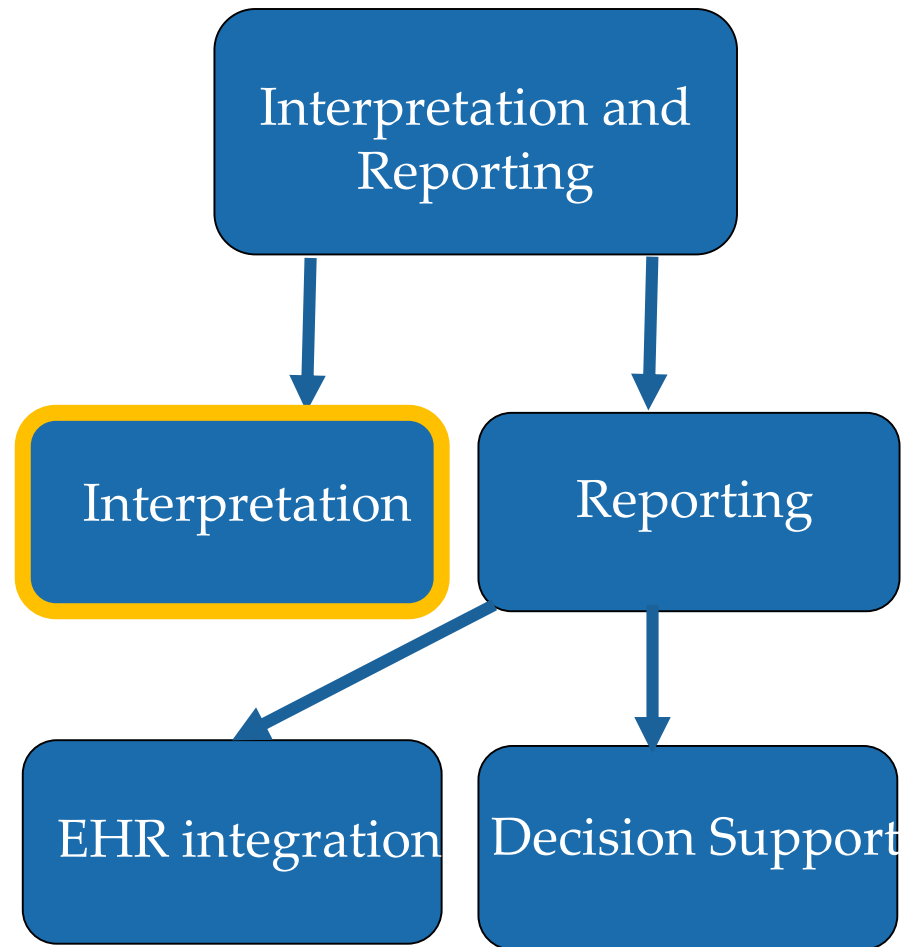 Interpretation and
Reporting
Interpretation
Reporting
EHR integration
Decision Support